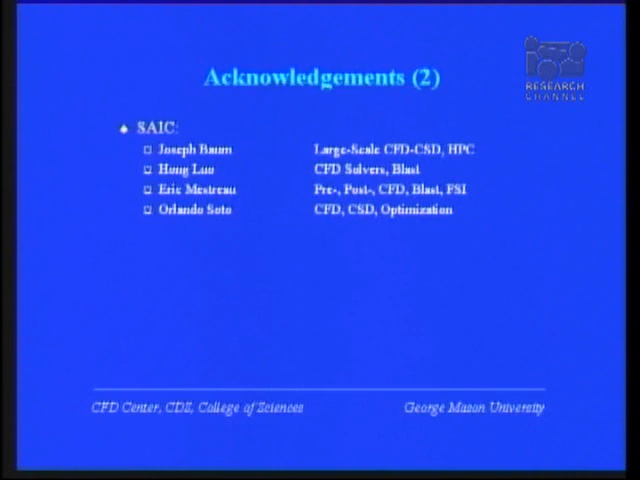 Acknowledgements (2)
RESEARCH
CHANNEL
SAIC:
Joseph Baum Large-Scale CFD-CSD, HPC
Hong Luo CFD Solvers, Blast
Eric Mestreau Pre-, Post-, CFD, Blast, FSI
Orlando Soto CFD, CSD, Optimization
CFD Center, CDS, College of Sciences George Mason University